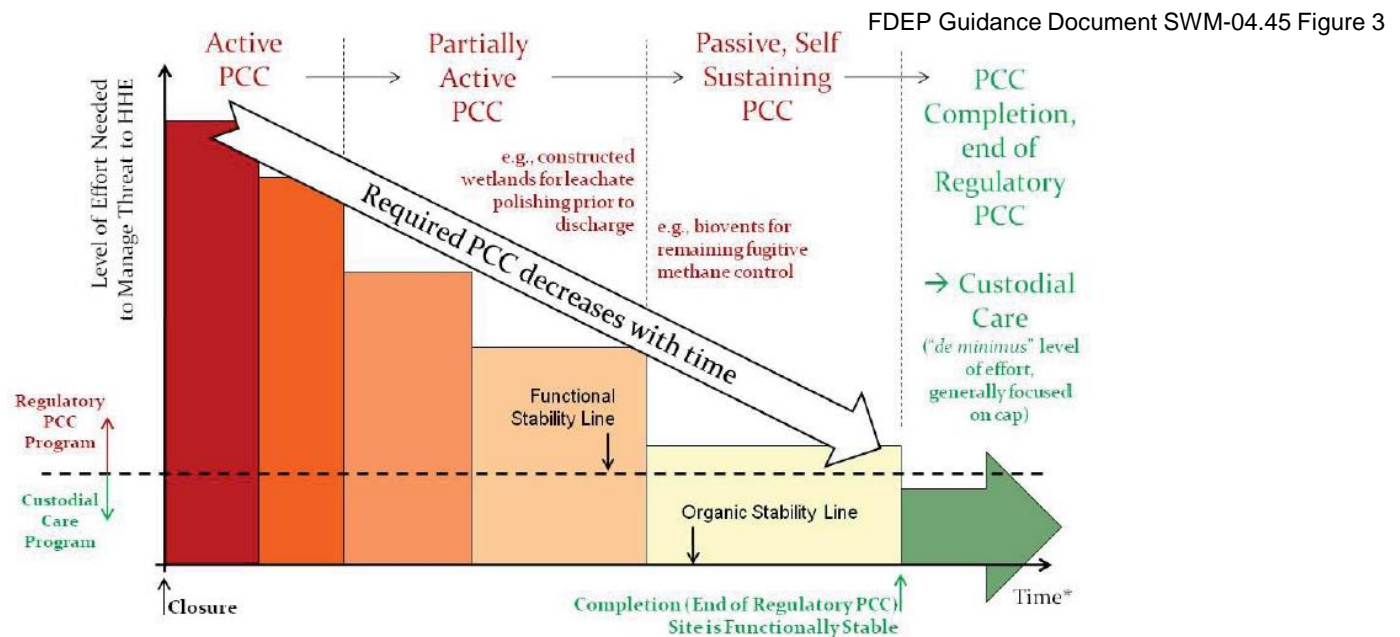 FDEP Guidance Document SWM-04.45 Figure 3
Active
PCC
Partially
Active
PCC
Passive, Self
Sustaining
PCC
PCC
Completion,
end of
Regulatory
PCC
→ Custodial
Care
("de minimus" level
of effort,
generally focused
on cap)
Level of Effort Needed
to Manage Threat to HHE
e.g., constructed
wetlands for leachate
polishing prior to
discharge
e.g., biovents for
remaining fugitive
methane control
Required PCC decreases with time
Functional
Stability Line
Regulatory
PCC
Program
Custodial
Care
Program
Organic Stability Line
Closure
Completion (End of Regulatory PCC)
Site is Functionally Stable
Time*